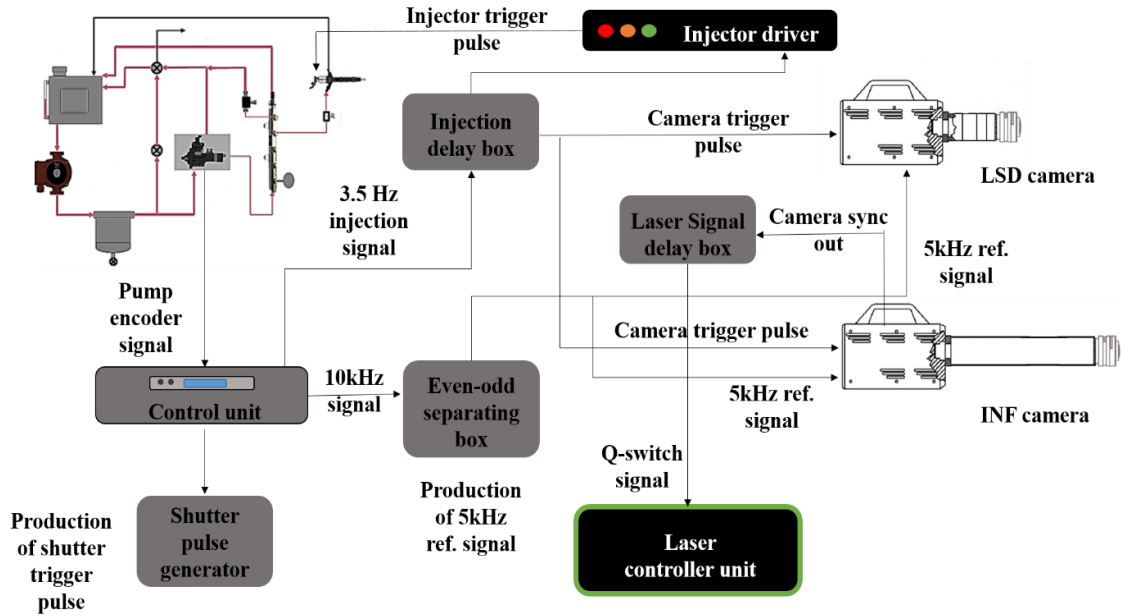 Injector trigger
pulse
Injector driver
Injection
delay box
Camera trigger
pulse
LSD camera
3.5 Hz
injection
signal
Laser Signal
delay box
Camera sync
out
5kHz ref.
signal
Pump
encoder
signal
Camera trigger pulse
10kHz
signal
Even-odd
separating
box
Control unit
5kHz ref.
signal
INF camera
Q-switch
signal
Production
of 5kHz
ref. signal
Production
of shutter
trigger
pulse
Shutter
pulse
generator
Laser
controller unit